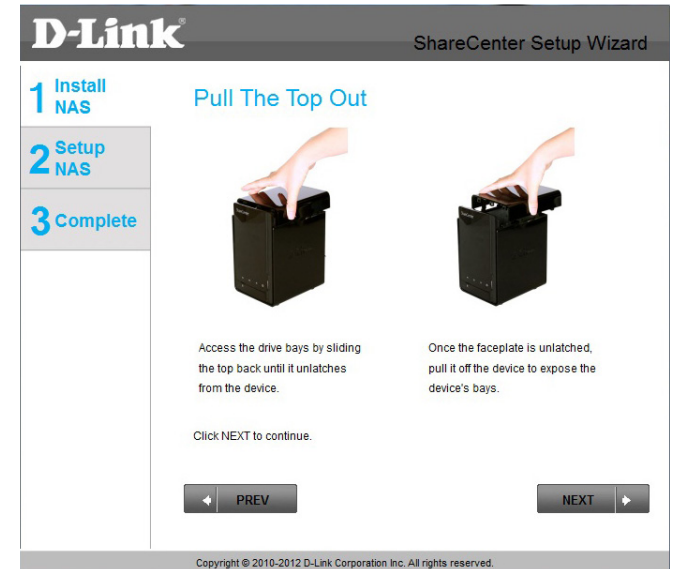 D-Link®
ShareCenter Setup Wizard
1 Install
NAS
2 Setup
NAS
3 Complete
Pull The Top Out
Access the drive bays by sliding
the top back until it unlatches
from the device.
Once the faceplate is unlatched,
pull it off the device to expose the
device's bays.
Click NEXT to continue.
PREV
NEXT
Copyright © 2010-2012 D-Link Corporation Inc. All rights reserved.